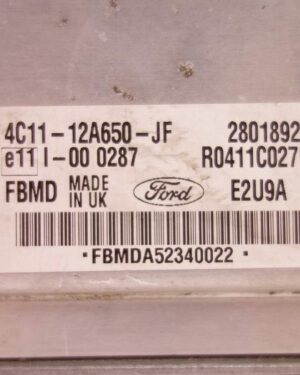 4C11-12A650-JF 2801892
e11 I-00 0287 R0411C027
FBMD MADE IN UK Ford E2U9A
·FBMDA52340022·